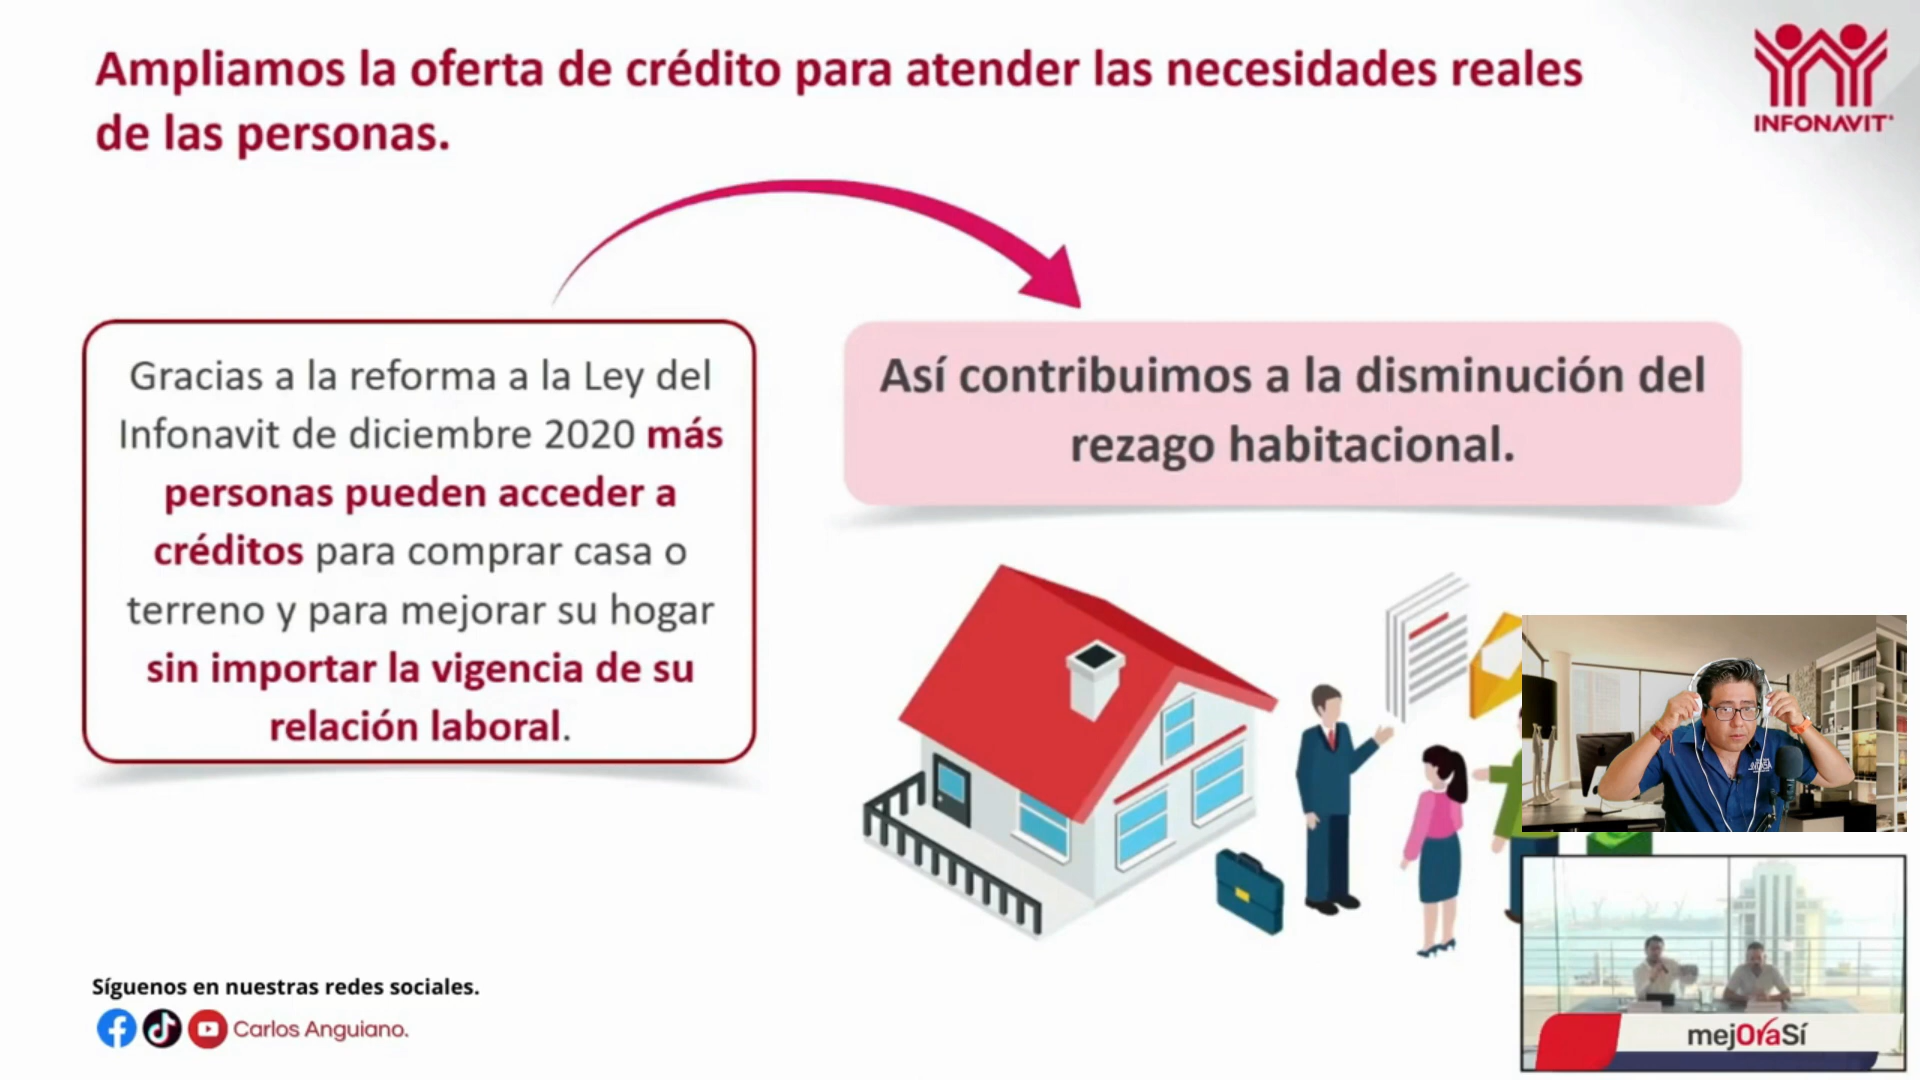 Ampliamos la oferta de crédito para atender las necesidades reales
de las personas.
INFONAVIT
Gracias a la reforma a la Ley del
Infonavit de diciembre 2020 más
personas pueden acceder a
créditos para comprar casa o
terreno y para mejorar su hogar
sin importar la vigencia de su
relación laboral.
Así contribuimos a la disminución del
rezago habitacional.
Síguenos en nuestras redes sociales.
Carlos Anguiano.
mejOraSí